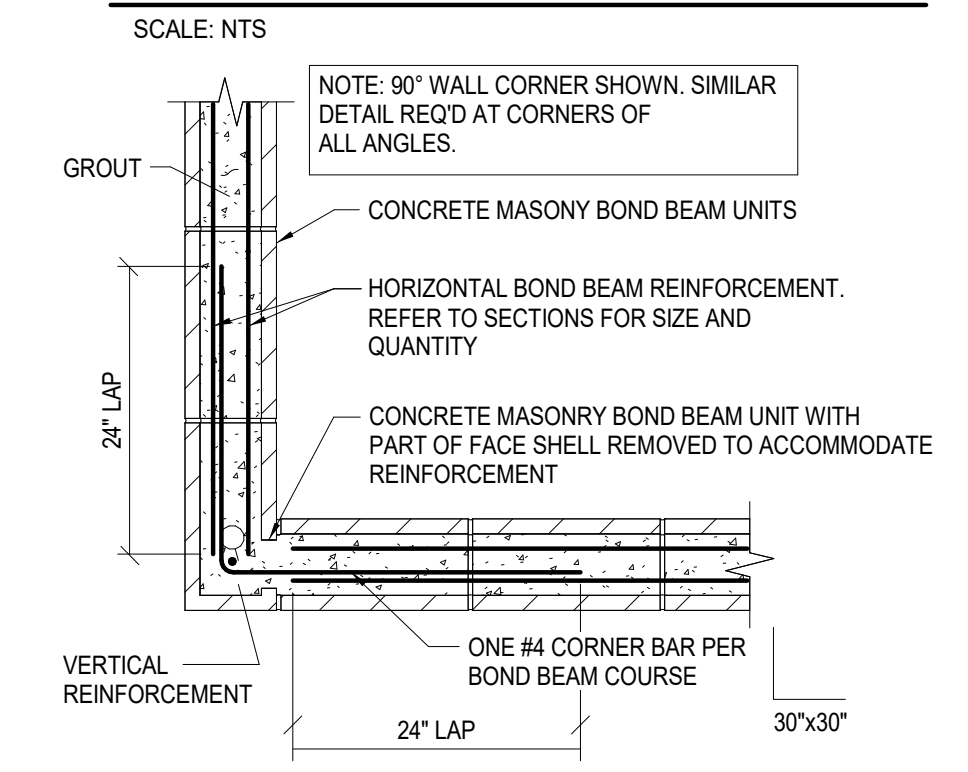 SCALE: NTS
NOTE: 90° WALL CORNER SHOWN. SIMILAR
DETAIL REQ'D AT CORNERS OF
ALL ANGLES.
GROUT
CONCRETE MASONY BOND BEAM UNITS
HORIZONTAL BOND BEAM REINFORCEMENT.
REFER TO SECTIONS FOR SIZE AND
QUANTITY
24" LAP
CONCRETE MASONRY BOND BEAM UNIT WITH
PART OF FACE SHELL REMOVED TO ACCOMMODATE
REINFORCEMENT
ONE #4 CORNER BAR PER
BOND BEAM COURSE
VERTICAL
REINFORCEMENT
24" LAP
30"x30"